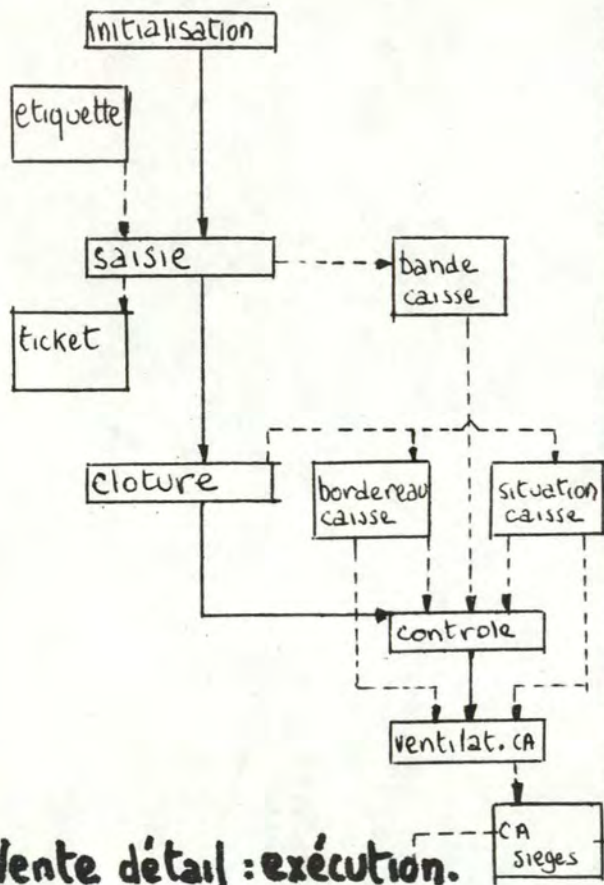 initialisation
etiquette
saisie
bande
caisse
ticket
cloture
bordereau
caisse
situation
caisse
controle
ventilat. CA
CA
sieges
Vente détail : exécution.